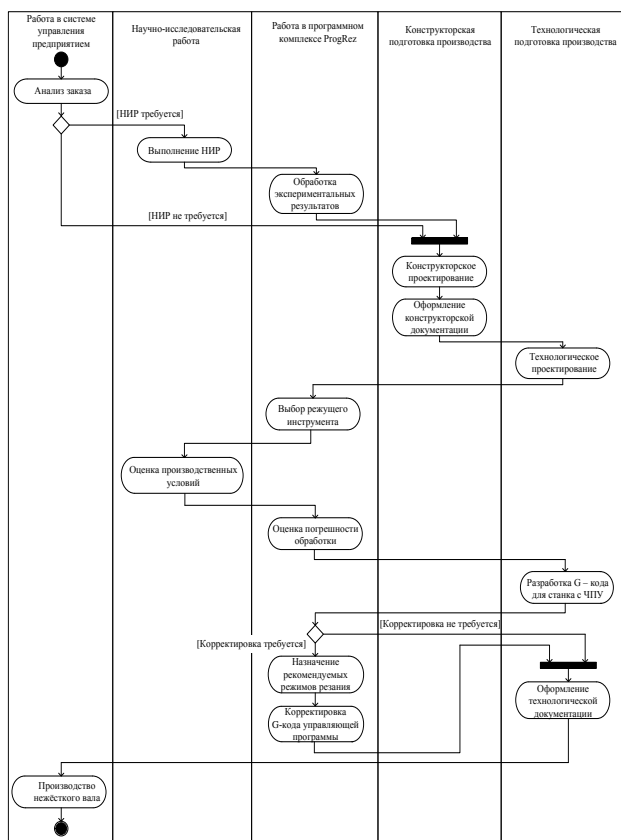 Работа в системе
управления
предприятием
Научно-исследовательская
работа
Работа в программном
комплексе ProgRez
Конструкторская
подготовка производства
Технологическая
подготовка производства
Анализ заказа
[НИР требуется]
Выполнение НИР
Обработка
экспериментальных
результатов
[НИР не требуется]
Конструкторское
проектирование
Оформление
конструкторской
документации
Технологическое
проектирование
Выбор режущего
инструмента
Оценка производственных
условий
Оценка погрешности
обработки
Разработка G – кода
для станка с ЧПУ
[Корректировка не требуется]
[Корректировка требуется]
Назначение
рекомендуемых
режимов резания
Оформление
технологической
документации
Корректировка
G-кода управляющей
программы
Производство
нежёсткого вала